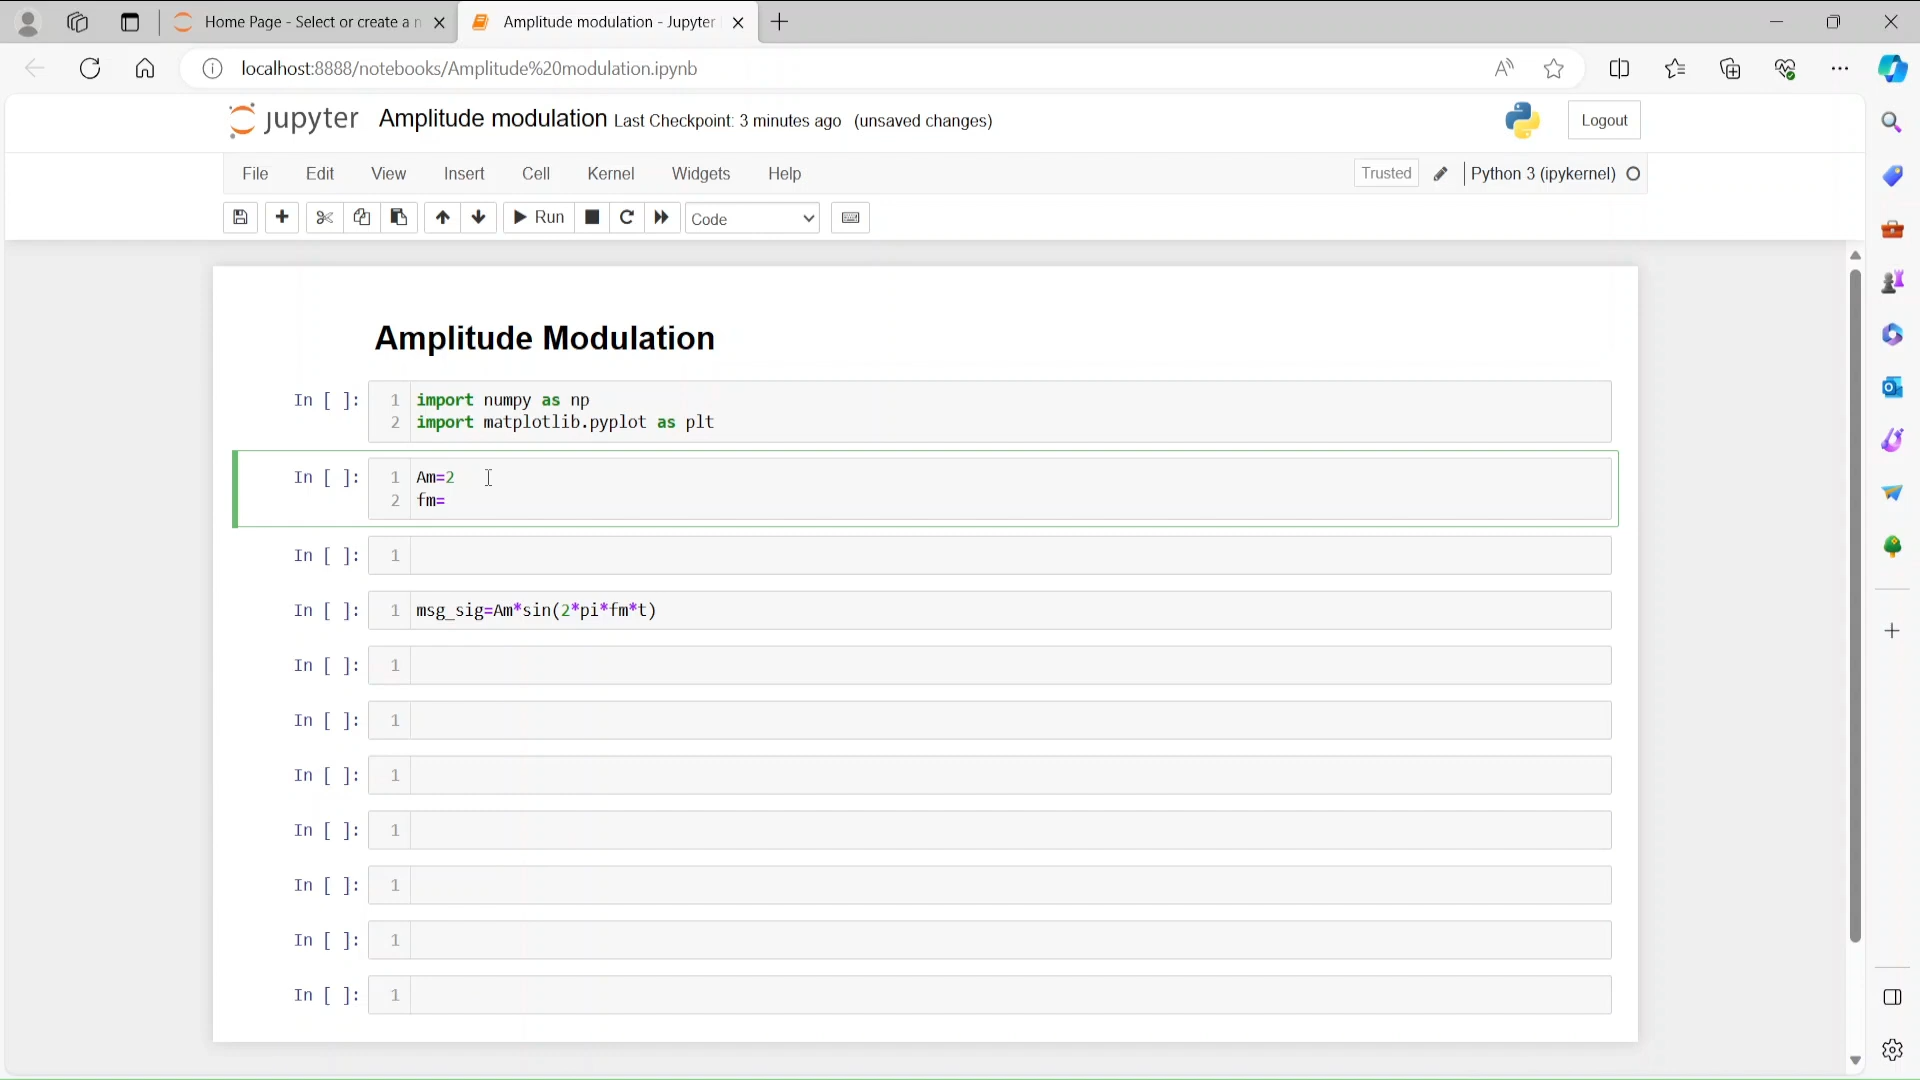 Home Page - Select or create a n
Amplitude modulation - Jupyter
localhost:8888/notebooks/Amplitude%20modulation.ipynb
jupyter Amplitude modulation Last Checkpoint: 3 minutes ago (unsaved changes)
Logout
File Edit View Insert Cell Kernel Widgets Help
Trusted Python 3 (ipykernel)
Run Code
Amplitude Modulation
In [ ]: 1 import numpy as np
2 import matplotlib.pyplot as plt
In [ ]: 1 Am=2
2 fm=
In [ ]: 1
In [ ]: 1 msg_sig=Am*sin(2*pi*fm*t)
In [ ]: 1
In [ ]: 1
In [ ]: 1
In [ ]: 1
In [ ]: 1
In [ ]: 1
In [ ]: 1